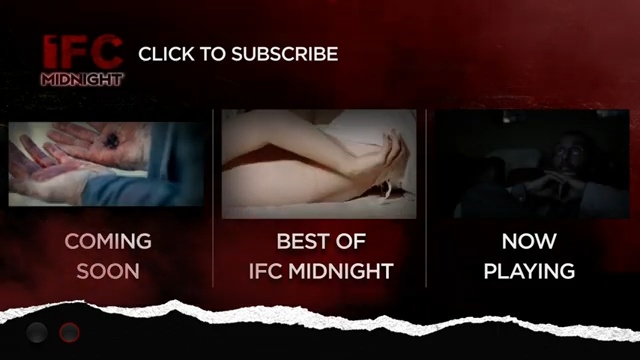 IFC
MIDNIGHT
CLICK TO SUBSCRIBE
COMING
SOON
BEST OF
IFC MIDNIGHT
NOW
PLAYING